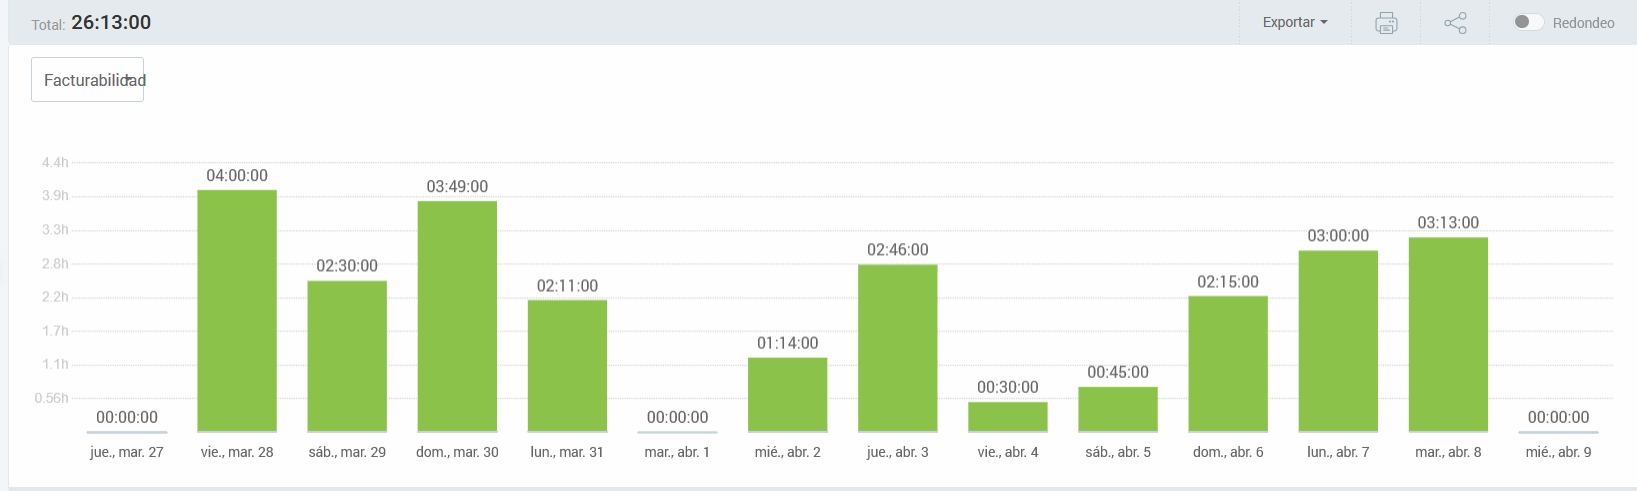 Total: 26:13:00 Exportar Redondeo
Facturabilidad
4.4h
3.9h
3.3h
2.8h
2.2h
1.7h
1.1h
0.56h
00:00:00 04:00:00 02:30:00 03:49:00 02:11:00 00:00:00 01:14:00 02:46:00 00:30:00 00:45:00 02:15:00 03:00:00 03:13:00 00:00:00
jue., mar. 27 vie., mar. 28 sáb., mar. 29 dom., mar. 30 lun., mar. 31 mar., abr. 1 mié., abr. 2 jue., abr. 3 vie., abr. 4 sáb., abr. 5 dom., abr. 6 lun., abr. 7 mar., abr. 8 mié., abr. 9